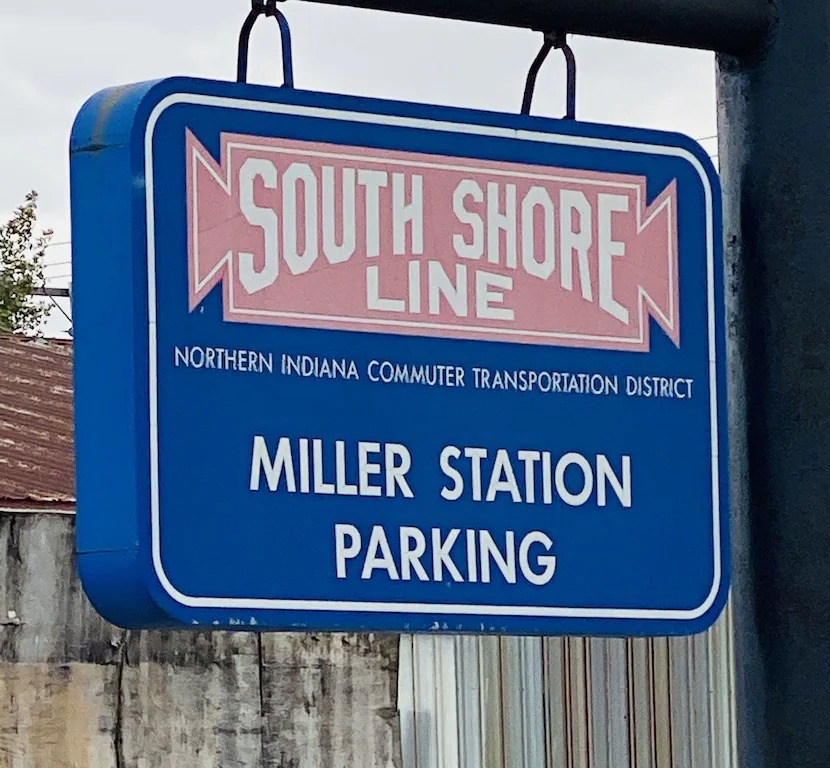 SOUTH SHORE
LINE
NORTHERN INDIANA COMMUTER TRANSPORTATION DISTRICT
MILLER STATION
PARKING